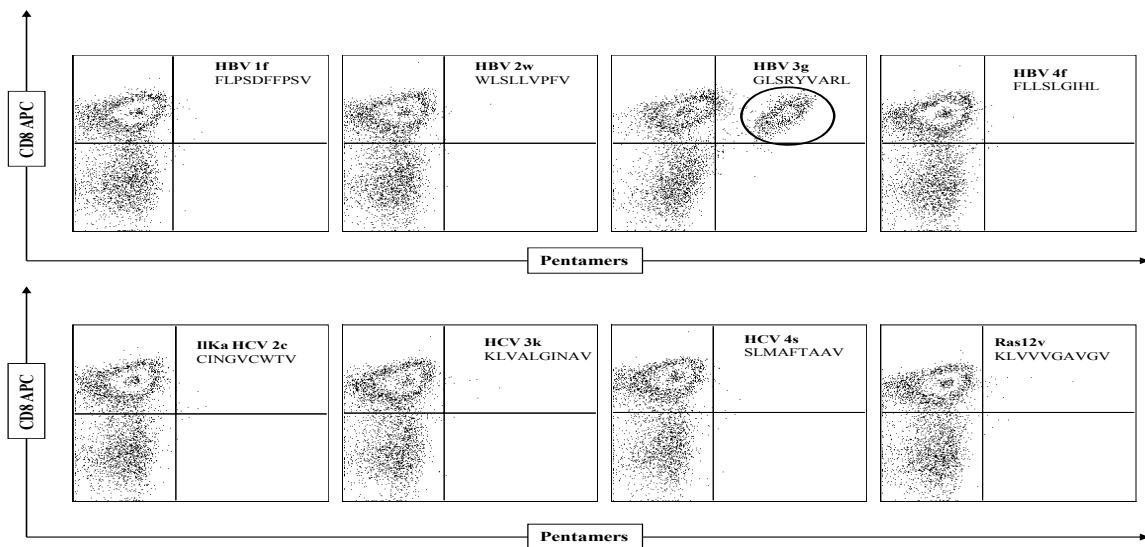 CD8 APC
HBV 1f
FLPSDFFPSV
HBV 2w
WLSLLVPFV
HBV 3g
GLSRYVARL
HBV 4f
FLLSLGIHL
Pentamers
CD8 APC
IIKa HCV 2c
CINGVCWTV
HCV 3k
KLVALGINAV
HCV 4s
SLMAFTAAV
Ras12v
KLVVVGAVGV
Pentamers